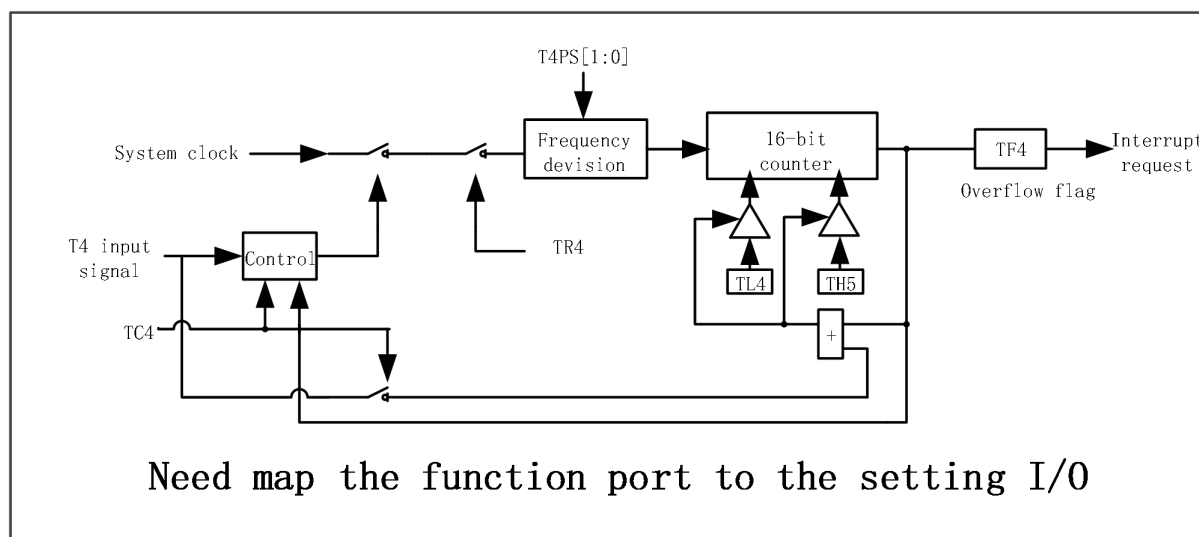 T4PS[1:0]
System clock
Frequency
devision
16-bit
counter
TF4
Interrupt
request
Overflow flag
T4 input
signal
Control
TR4
TL4
TH5
TC4
+
Need map the function port to the setting I/O